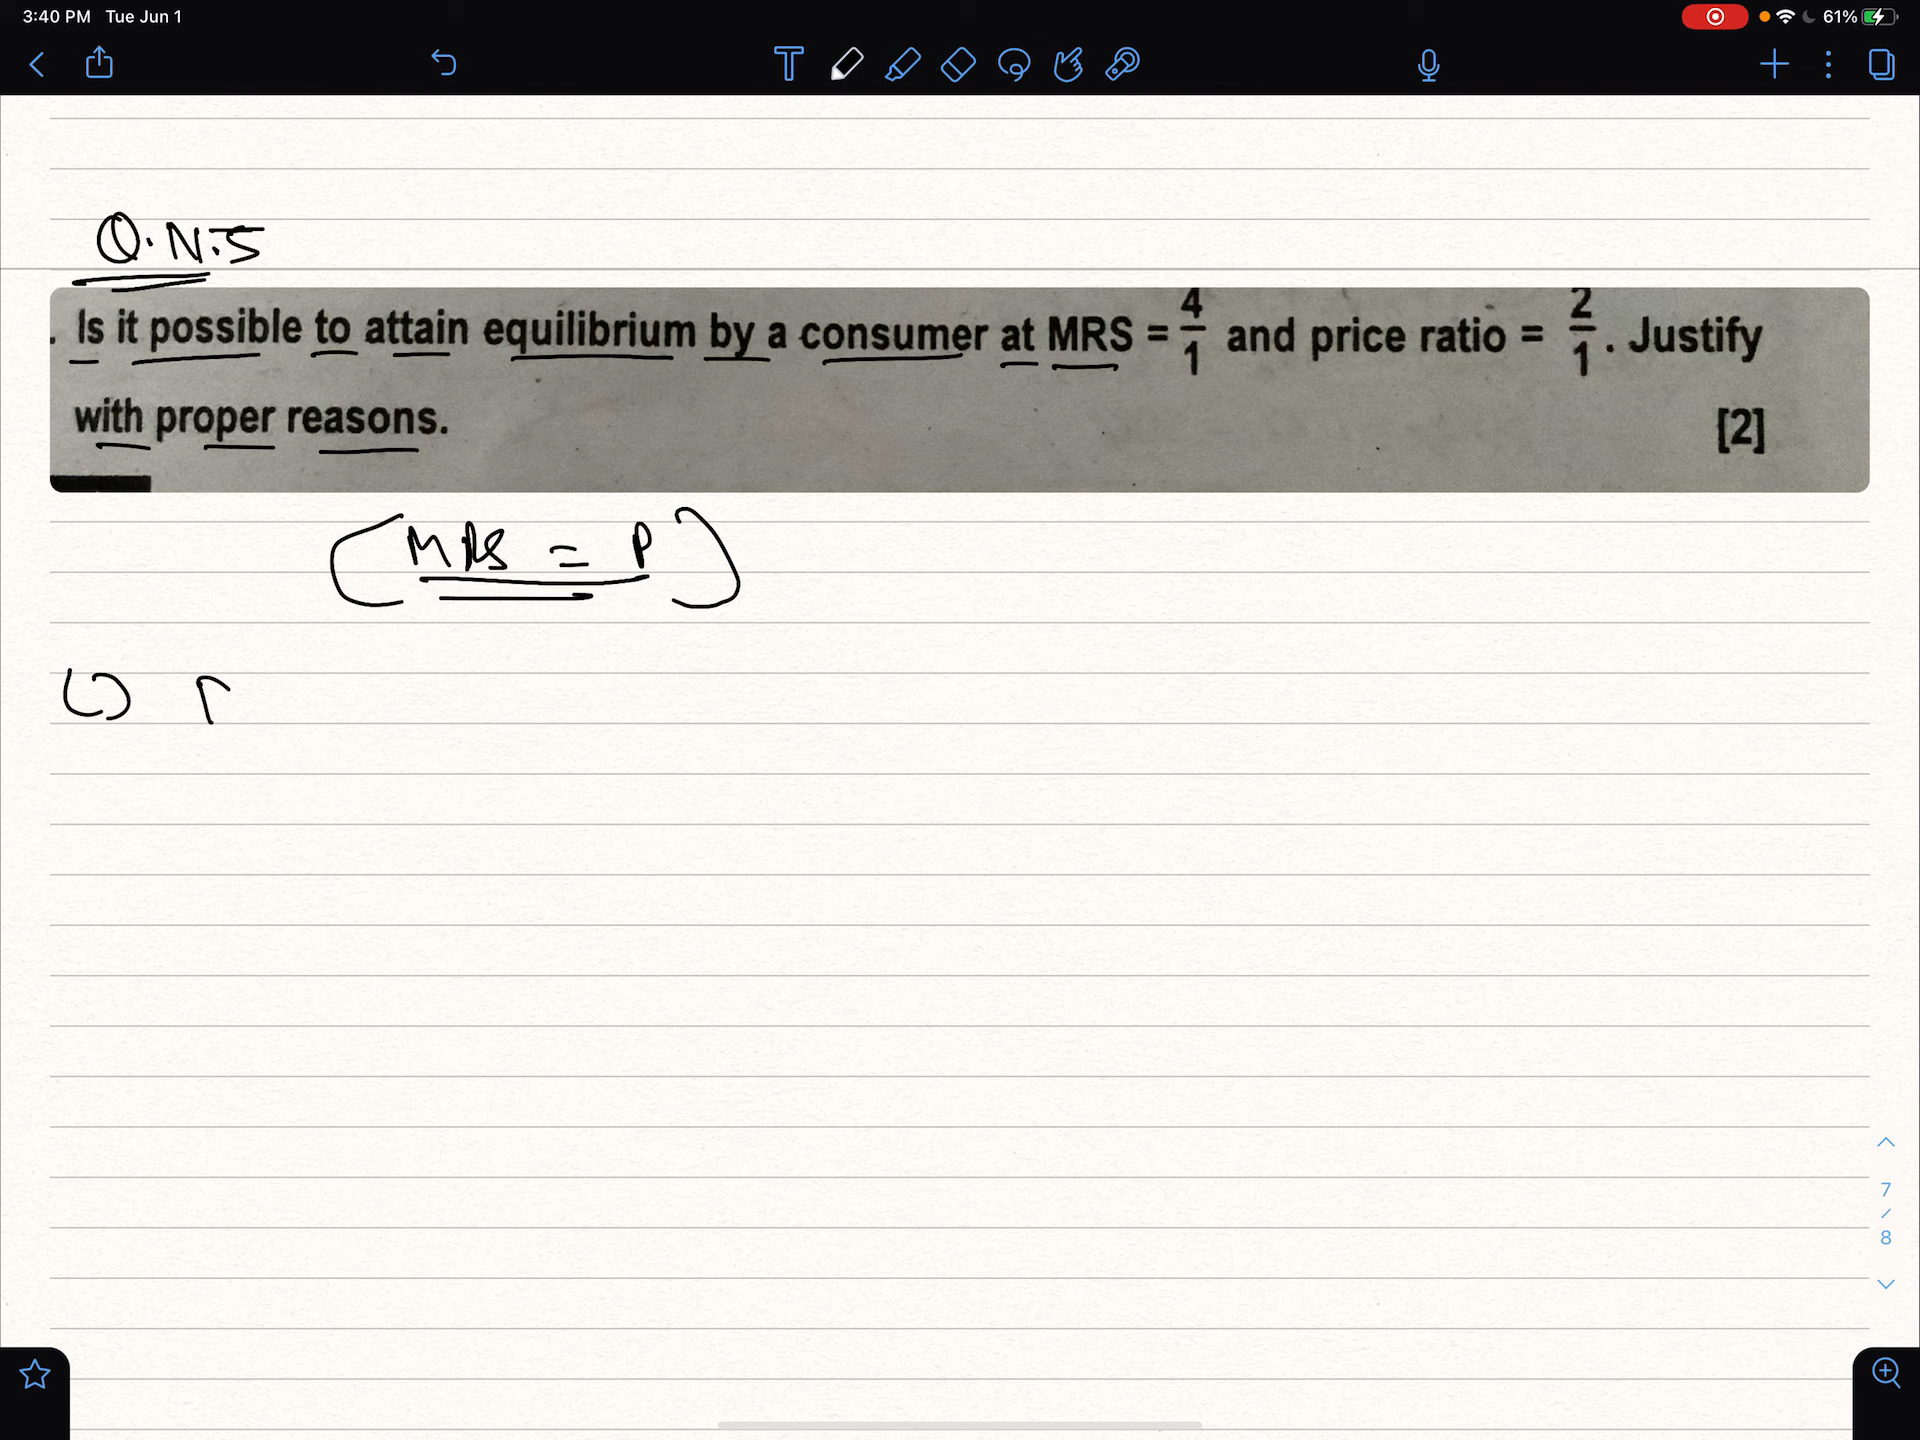 3:40 PM Tue Jun 1
61%
Q.N.5
. Is it possible to attain equilibrium by a consumer at MRS = 4/1 and price ratio = 2/1. Justify
with proper reasons. [2]
(MRS = P)
7
/
8